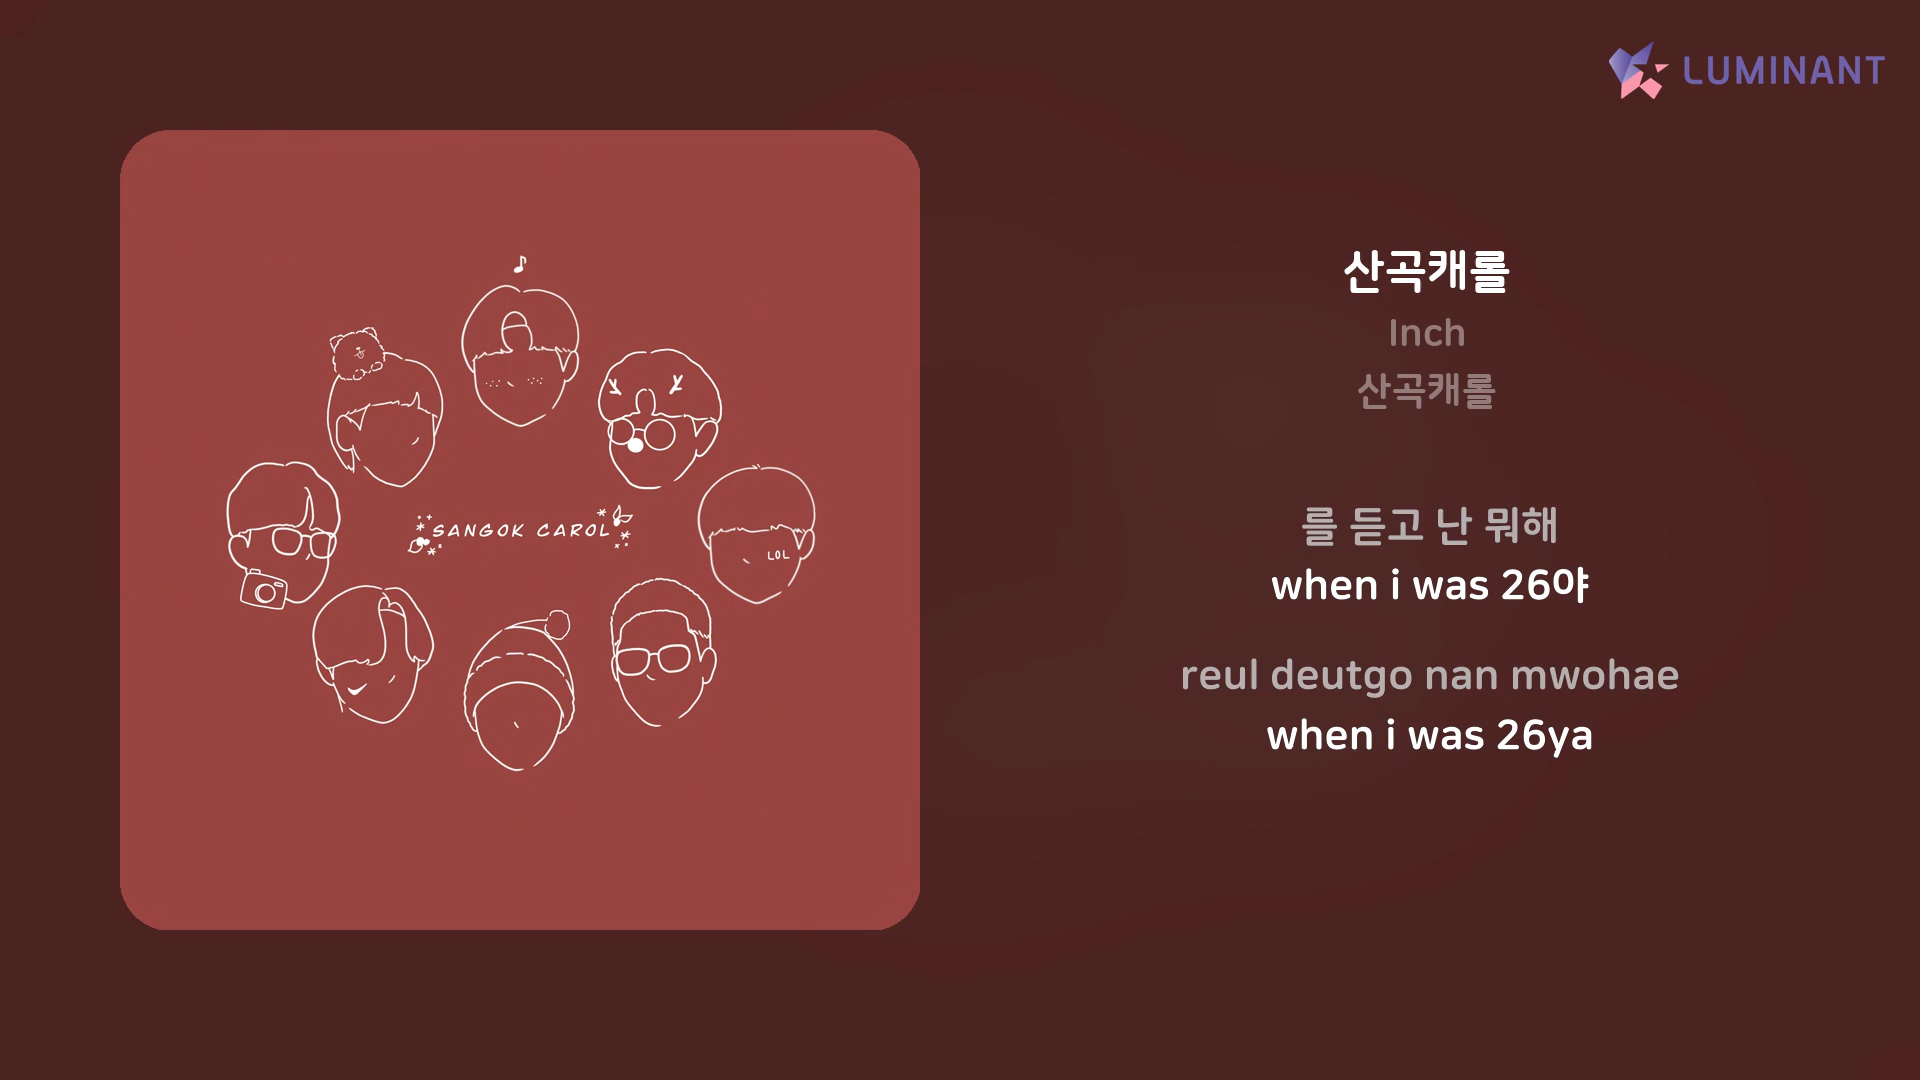 LUMINANT
산곡캐롤
Inch
산곡캐롤
SANGOK CAROL
LOL
를 듣고 난 뭐해
when i was 26야
reul deutgo nan mwohae
when i was 26ya